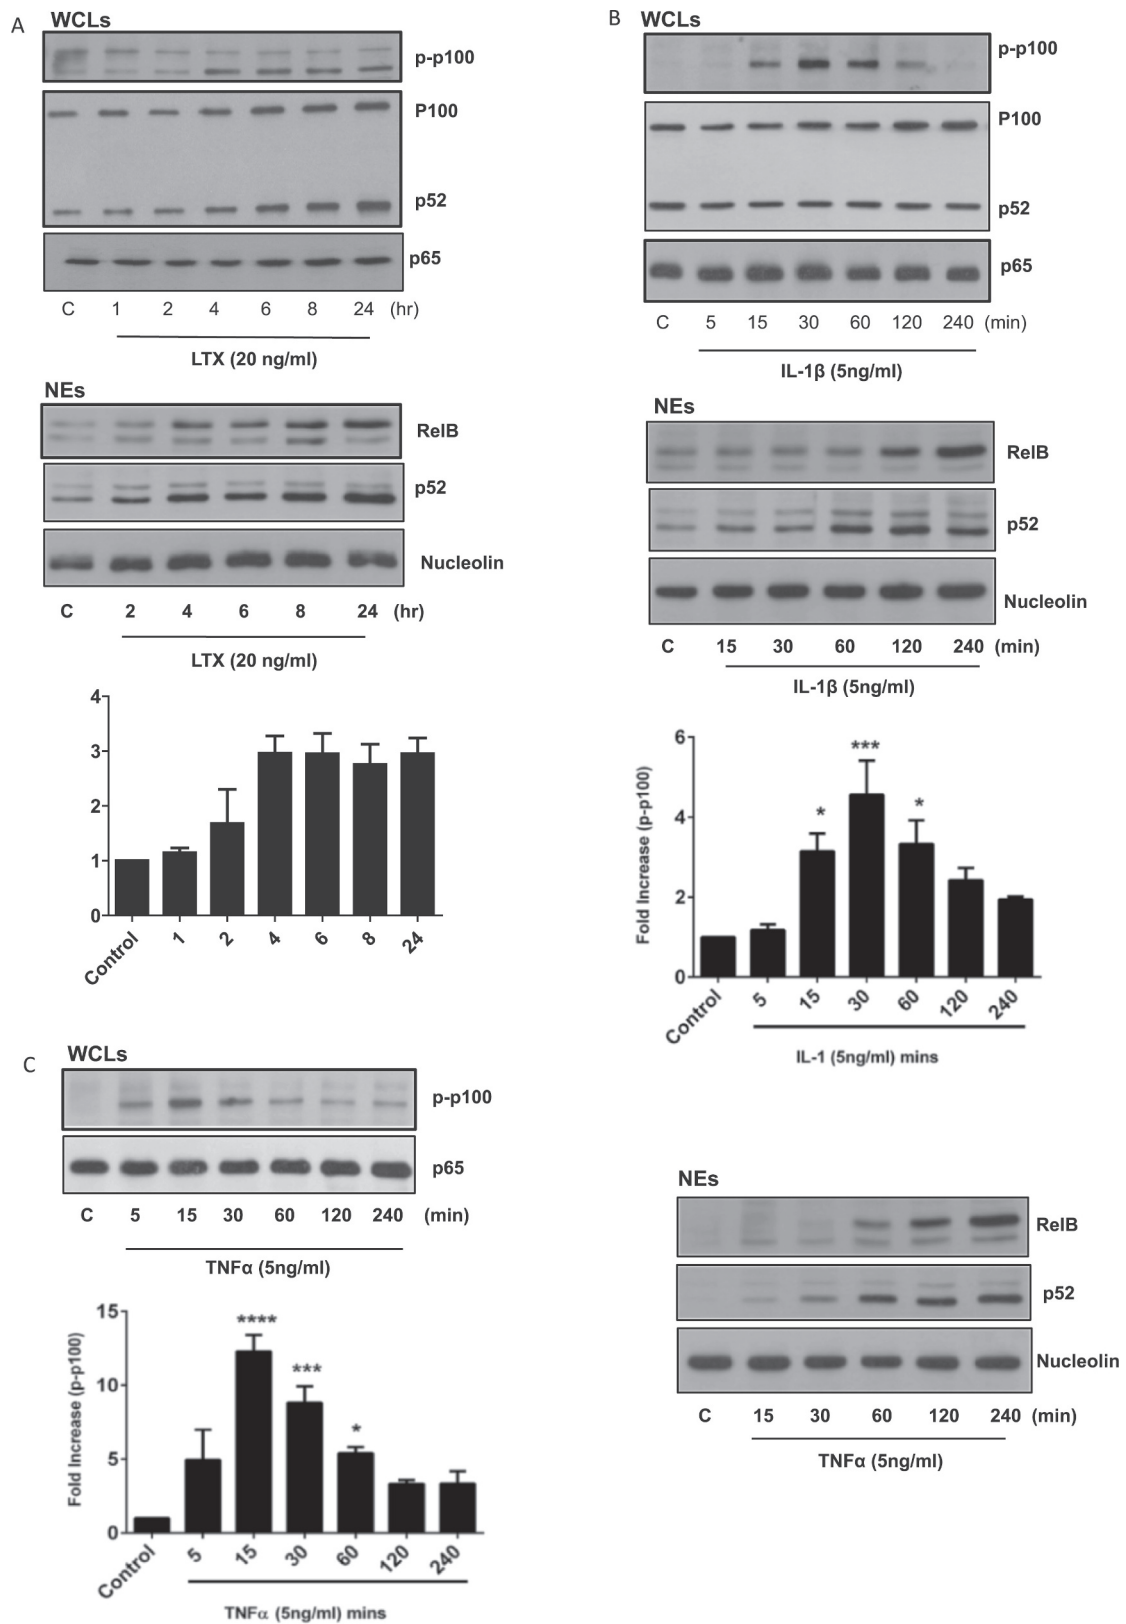 A
WCLs
p-p100
P100
p52
p65
C 1 2 4 6 8 24 (hr)
LTX (20 ng/ml)
NEs
RelB
p52
Nucleolin
C 2 4 6 8 24 (hr)
LTX (20 ng/ml)
4
3
2
1
0
Control 1 2 4 6 8 24
B
WCLs
p-p100
P100
p52
p65
C 5 15 30 60 120 240 (min)
IL-1β (5ng/ml)
NEs
RelB
p52
Nucleolin
C 15 30 60 120 240 (min)
IL-1β (5ng/ml)
Fold Increase (p-p100)
6
4
2
0
* *** *
Control 5 15 30 60 120 240
IL-1 (5ng/ml) mins
C
WCLs
p-p100
p65
C 5 15 30 60 120 240 (min)
TNFα (5ng/ml)
Fold Increase (p-p100)
15
10
5
0
**** *** *
Control 5 15 30 60 120 240
TNFα (5ng/ml) mins
NEs
RelB
p52
Nucleolin
C 15 30 60 120 240 (min)
TNFα (5ng/ml)